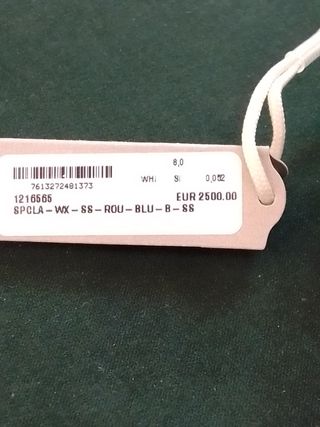 8,0
7613272481373 WHI SI 0,052
1216565 EUR 2500.00
SPCLA-WX-SS-ROU-BLU-B-SS